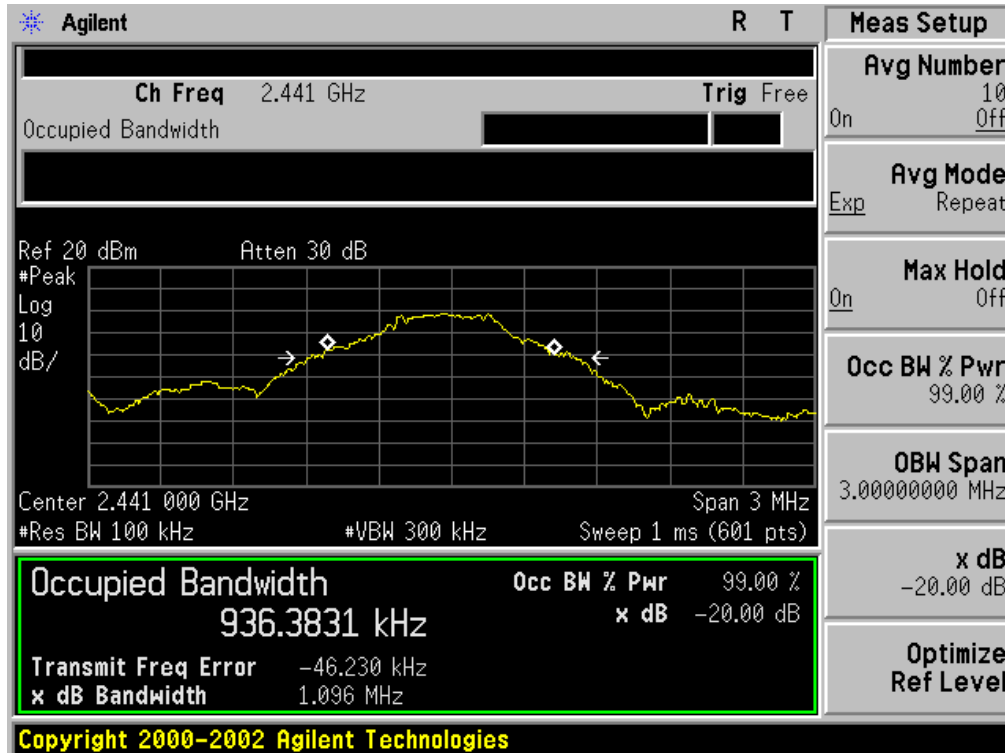 Agilent R T
Ch Freq 2.441 GHz Trig Free
Occupied Bandwidth
Ref 20 dBm Atten 30 dB
#Peak
Log
10
dB/
Center 2.441 000 GHz Span 3 MHz
#Res BW 100 kHz #VBW 300 kHz Sweep 1 ms (601 pts)
Occupied Bandwidth
936.3831 kHz
Occ BW % Pwr 99.00 %
x dB -20.00 dB
Transmit Freq Error -46.230 kHz
x dB Bandwidth 1.096 MHz
Copyright 2000-2002 Agilent Technologies
Meas Setup
Avg Number
10
On Off
Avg Mode
Exp Repeat
Max Hold
On Off
Occ BW % Pwr
99.00 %
OBW Span
3.00000000 MHz
x dB
-20.00 dB
Optimize
Ref Level